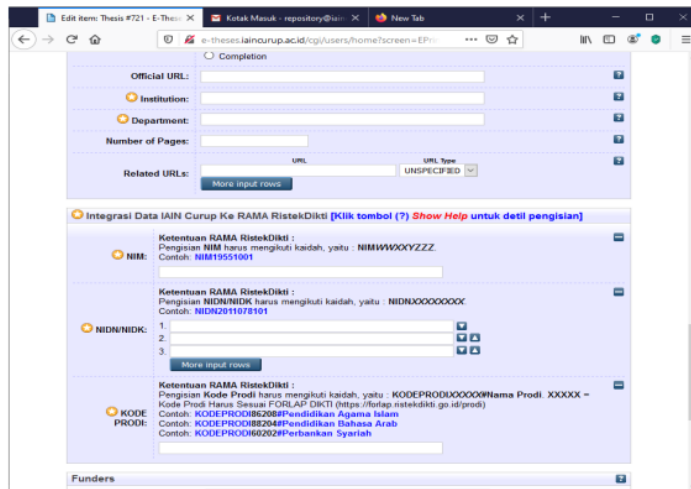 Edit item: Thesis #721 - E-Thes
Kotak Masuk - repository@iain
New Tab
e-theses.iaincurup.ac.id/cgi/users/home?screen=EPr
Completion
Official URL:
Institution:
Department:
Number of Pages:
URL
URL Type
Related URLs:
UNSPECIFIED
More input rows
Integrasi Data IAIN Curup Ke RAMA RistekDikti [Klik tombol (?) Show Help untuk detil pengisian]
Ketentuan RAMA RistekDikti :
Pengisian NIM harus mengikuti kaidah, yaitu : NIMWWXXYZZZ.
NIM:
Contoh: NIM19551001
Ketentuan RAMA RistekDikti :
Pengisian NIDN/NIDK harus mengikuti kaidah, yaitu : NIDNXXXXXXXX.
Contoh: NIDN2011078101
NIDN/NIDK:
1.
2.
3.
More input rows
Ketentuan RAMA RistekDikti :
Pengisian Kode Prodi harus mengikuti kaidah, yaitu : KODEPRODIXXXXX#Nama Prodi. XXXXX =
Kode Prodi Harus Sesuai FORLAP DIKTI (https://forlap.ristekdikti.go.id/prodi)
KODE PRODI:
Contoh: KODEPRODI86208#Pendidikan Agama Islam
Contoh: KODEPRODI88204#Pendidikan Bahasa Arab
Contoh: KODEPRODI60202#Perbankan Syariah
Funders